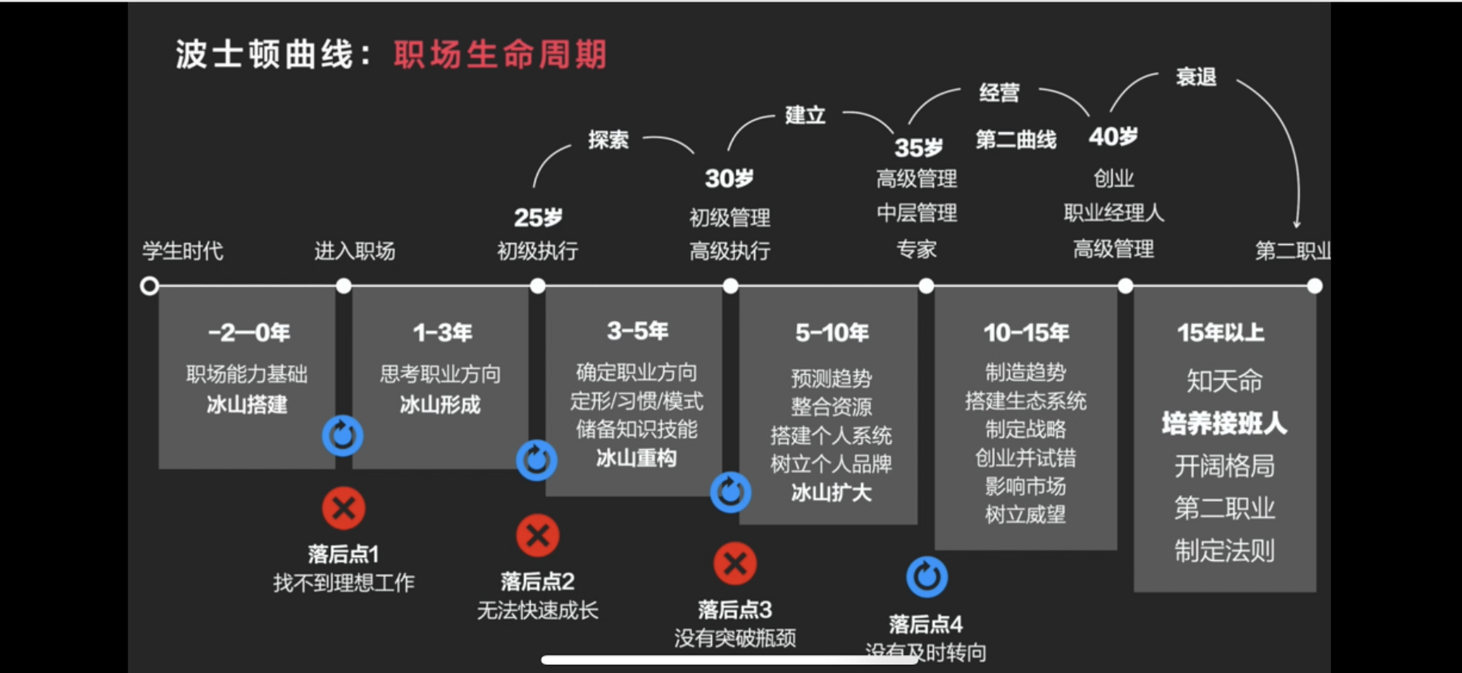 波士顿曲线：职场生命周期
探索
建立
经营
第二曲线
衰退
学生时代
进入职场
25岁
初级执行
30岁
初级管理
高级执行
35岁
高级管理
中层管理
专家
40岁
创业
职业经理人
高级管理
第二职业
-2—0年
职场能力基础
冰山搭建
1-3年
思考职业方向
冰山形成
3-5年
确定职业方向
定形/习惯/模式
储备知识技能
冰山重构
5-10年
预测趋势
整合资源
搭建个人系统
树立个人品牌
冰山扩大
10-15年
制造趋势
搭建生态系统
制定战略
创业并试错
影响市场
树立威望
15年以上
知天命
培养接班人
开阔格局
第二职业
制定法则
落后点1
找不到理想工作
落后点2
无法快速成长
落后点3
没有突破瓶颈
落后点4
没有及时转向